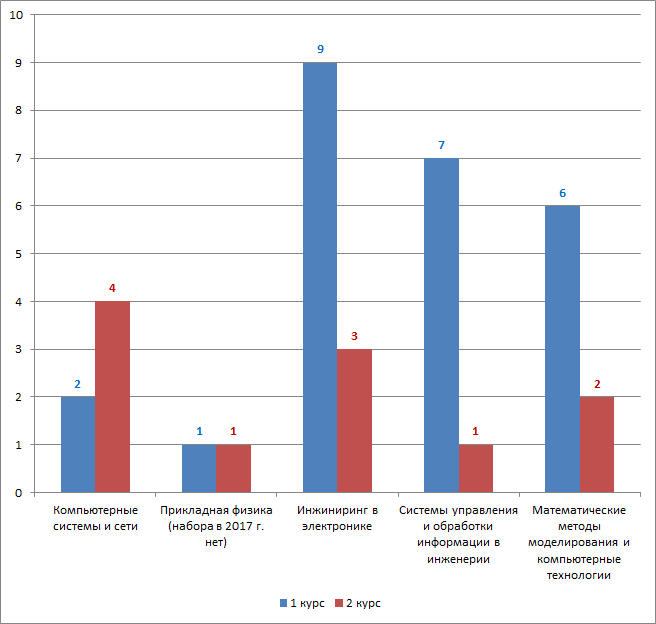 10
9
9
8
7
7
6
6
5
4
4
3
3
2
2
2
1
1
1
1
0
Компьютерные
системы и сети
Прикладная физика
(набора в 2017 г.
нет)
Инжиниринг в
электронике
Системы управления
и обработки
информации в
инженерии
Математические
методы
моделирования и
компьютерные
технологии
1 курс
2 курс